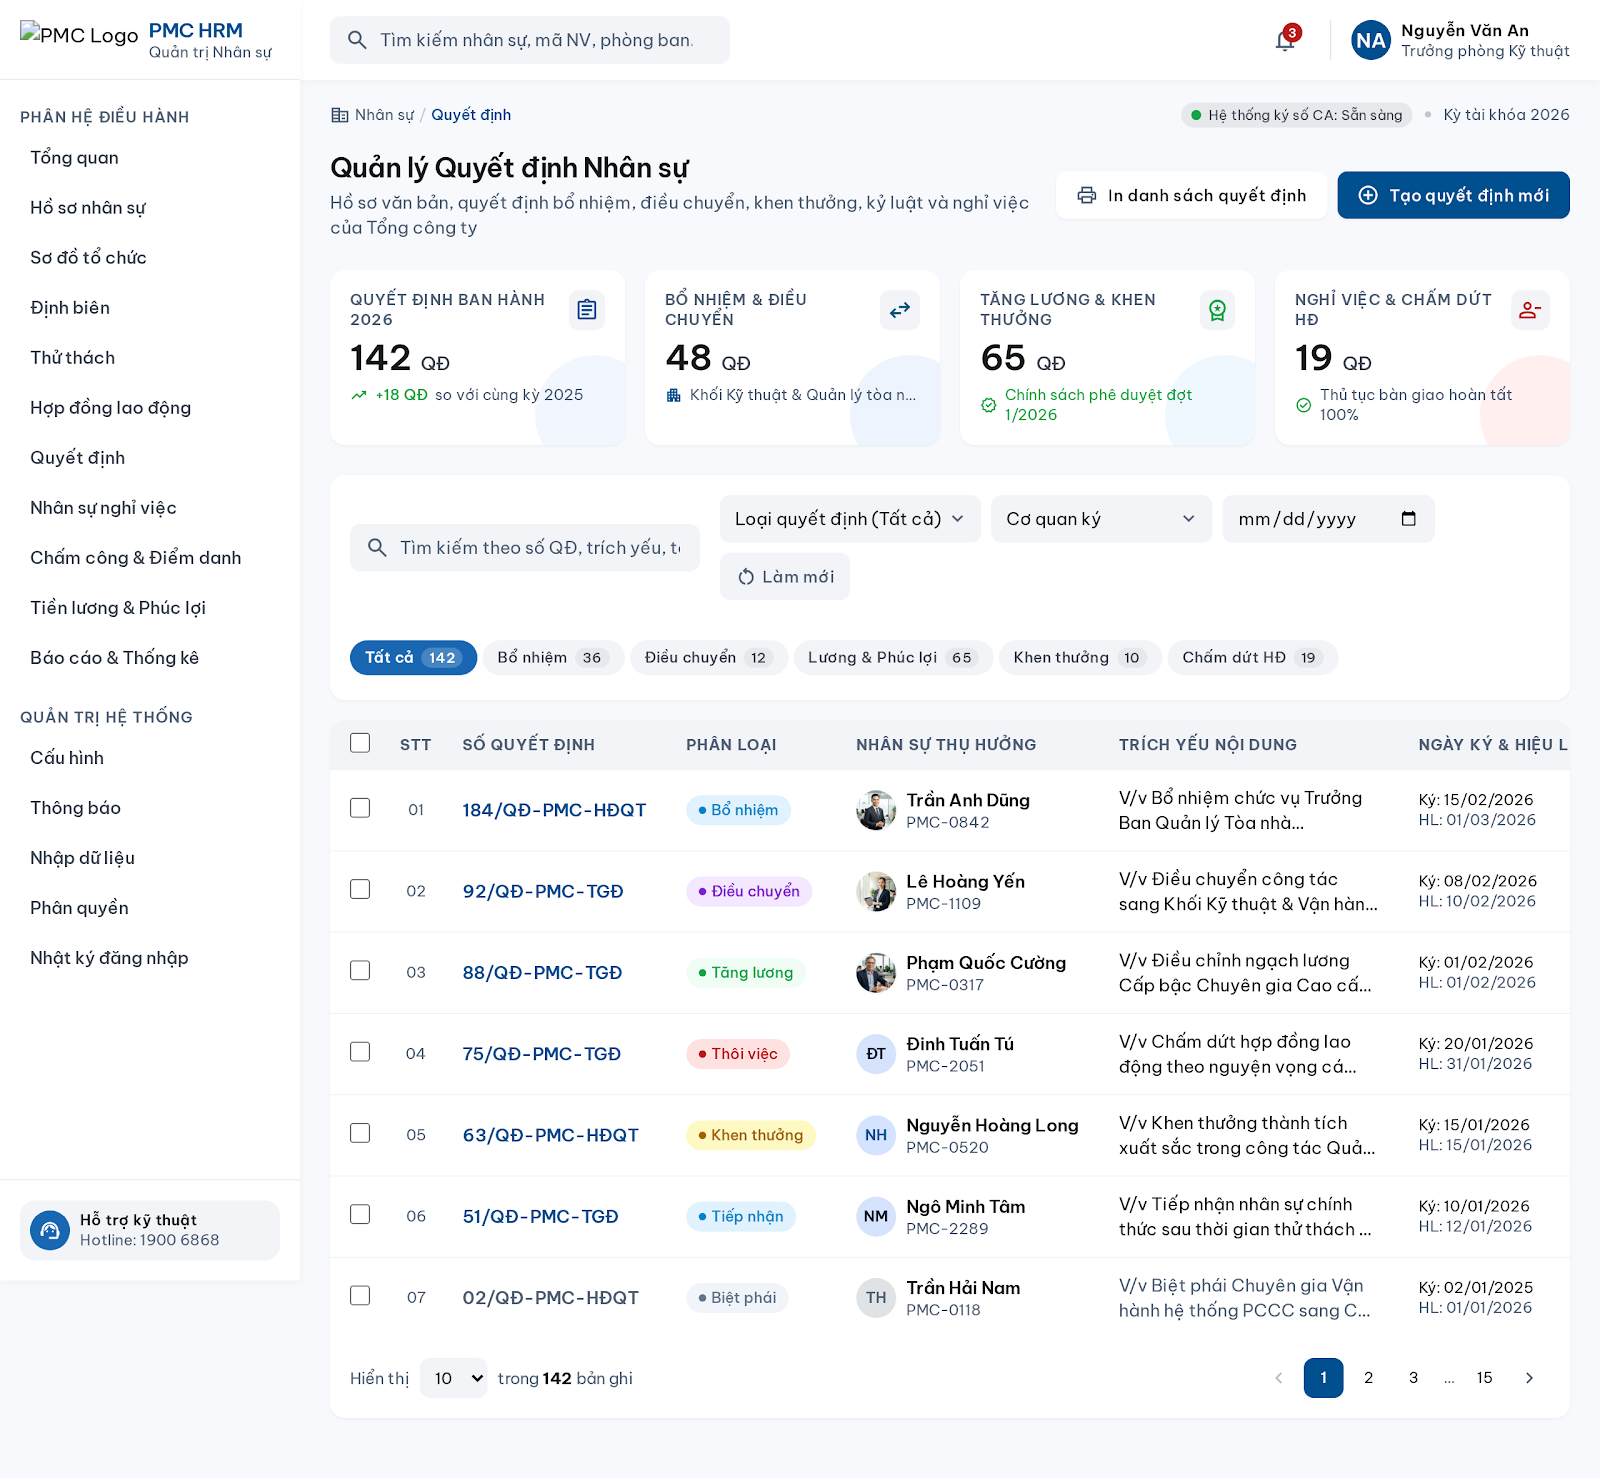 PMC Logo
PMC HRM
Quản trị Nhân sự
Tìm kiếm nhân sự, mã NV, phòng ban.
3
NA
Nguyễn Văn An
Trưởng phòng Kỹ thuật
PHÂN HỆ ĐIỀU HÀNH
Tổng quan
Hồ sơ nhân sự
Sơ đồ tổ chức
Định biên
Thử thách
Hợp đồng lao động
Quyết định
Nhân sự nghỉ việc
Chấm công & Điểm danh
Tiền lương & Phúc lợi
Báo cáo & Thống kê
QUẢN TRỊ HỆ THỐNG
Cấu hình
Thông báo
Nhập dữ liệu
Phân quyền
Nhật ký đăng nhập
Hỗ trợ kỹ thuật
Hotline: 1900 6868
Nhân sự / Quyết định
Hệ thống ký số CA: Sẵn sàng
Kỳ tài khóa 2026
Quản lý Quyết định Nhân sự
Hồ sơ văn bản, quyết định bổ nhiệm, điều chuyển, khen thưởng, kỷ luật và nghỉ việc
của Tổng công ty
In danh sách quyết định
Tạo quyết định mới
QUYẾT ĐỊNH BAN HÀNH
2026
142 QĐ
+18 QĐ so với cùng kỳ 2025
BỔ NHIỆM & ĐIỀU
CHUYỂN
48 QĐ
Khối Kỹ thuật & Quản lý tòa n...
TĂNG LƯƠNG & KHEN
THƯỞNG
65 QĐ
Chính sách phê duyệt đợt
1/2026
NGHỈ VIỆC & CHẤM DỨT
HĐ
19 QĐ
Thủ tục bàn giao hoàn tất
100%
Tìm kiếm theo số QĐ, trích yếu, t
Loại quyết định (Tất cả)
Cơ quan ký
mm/dd/yyyy
Làm mới
Tất cả 142
Bổ nhiệm 36
Điều chuyển 12
Lương & Phúc lợi 65
Khen thưởng 10
Chấm dứt HĐ 19
STT SỐ QUYẾT ĐỊNH PHÂN LOẠI NHÂN SỰ THỤ HƯỞNG TRÍCH YẾU NỘI DUNG NGÀY KÝ & HIỆU L
01
184/QĐ-PMC-HĐQT
Bổ nhiệm
Trần Anh Dũng
PMC-0842
V/v Bổ nhiệm chức vụ Trưởng
Ban Quản lý Tòa nhà...
Ký: 15/02/2026
HL: 01/03/2026
02
92/QĐ-PMC-TGĐ
Điều chuyển
Lê Hoàng Yến
PMC-1109
V/v Điều chuyển công tác
sang Khối Kỹ thuật & Vận hàn...
Ký: 08/02/2026
HL: 10/02/2026
03
88/QĐ-PMC-TGĐ
Tăng lương
Phạm Quốc Cường
PMC-0317
V/v Điều chỉnh ngạch lương
Cấp bậc Chuyên gia Cao cấ...
Ký: 01/02/2026
HL: 01/02/2026
04
75/QĐ-PMC-TGĐ
Thôi việc
ĐT
Đinh Tuấn Tú
PMC-2051
V/v Chấm dứt hợp đồng lao
động theo nguyện vọng cá...
Ký: 20/01/2026
HL: 31/01/2026
05
63/QĐ-PMC-HĐQT
Khen thưởng
NH
Nguyễn Hoàng Long
PMC-0520
V/v Khen thưởng thành tích
xuất sắc trong công tác Quả...
Ký: 15/01/2026
HL: 15/01/2026
06
51/QĐ-PMC-TGĐ
Tiếp nhận
NM
Ngô Minh Tâm
PMC-2289
V/v Tiếp nhận nhân sự chính
thức sau thời gian thử thách ...
Ký: 10/01/2026
HL: 12/01/2026
07
02/QĐ-PMC-HĐQT
Biệt phái
TH
Trần Hải Nam
PMC-0118
V/v Biệt phái Chuyên gia Vận
hành hệ thống PCCC sang C...
Ký: 02/01/2025
HL: 01/01/2026
Hiển thị 10 trong 142 bản ghi
1 2 3 ... 15